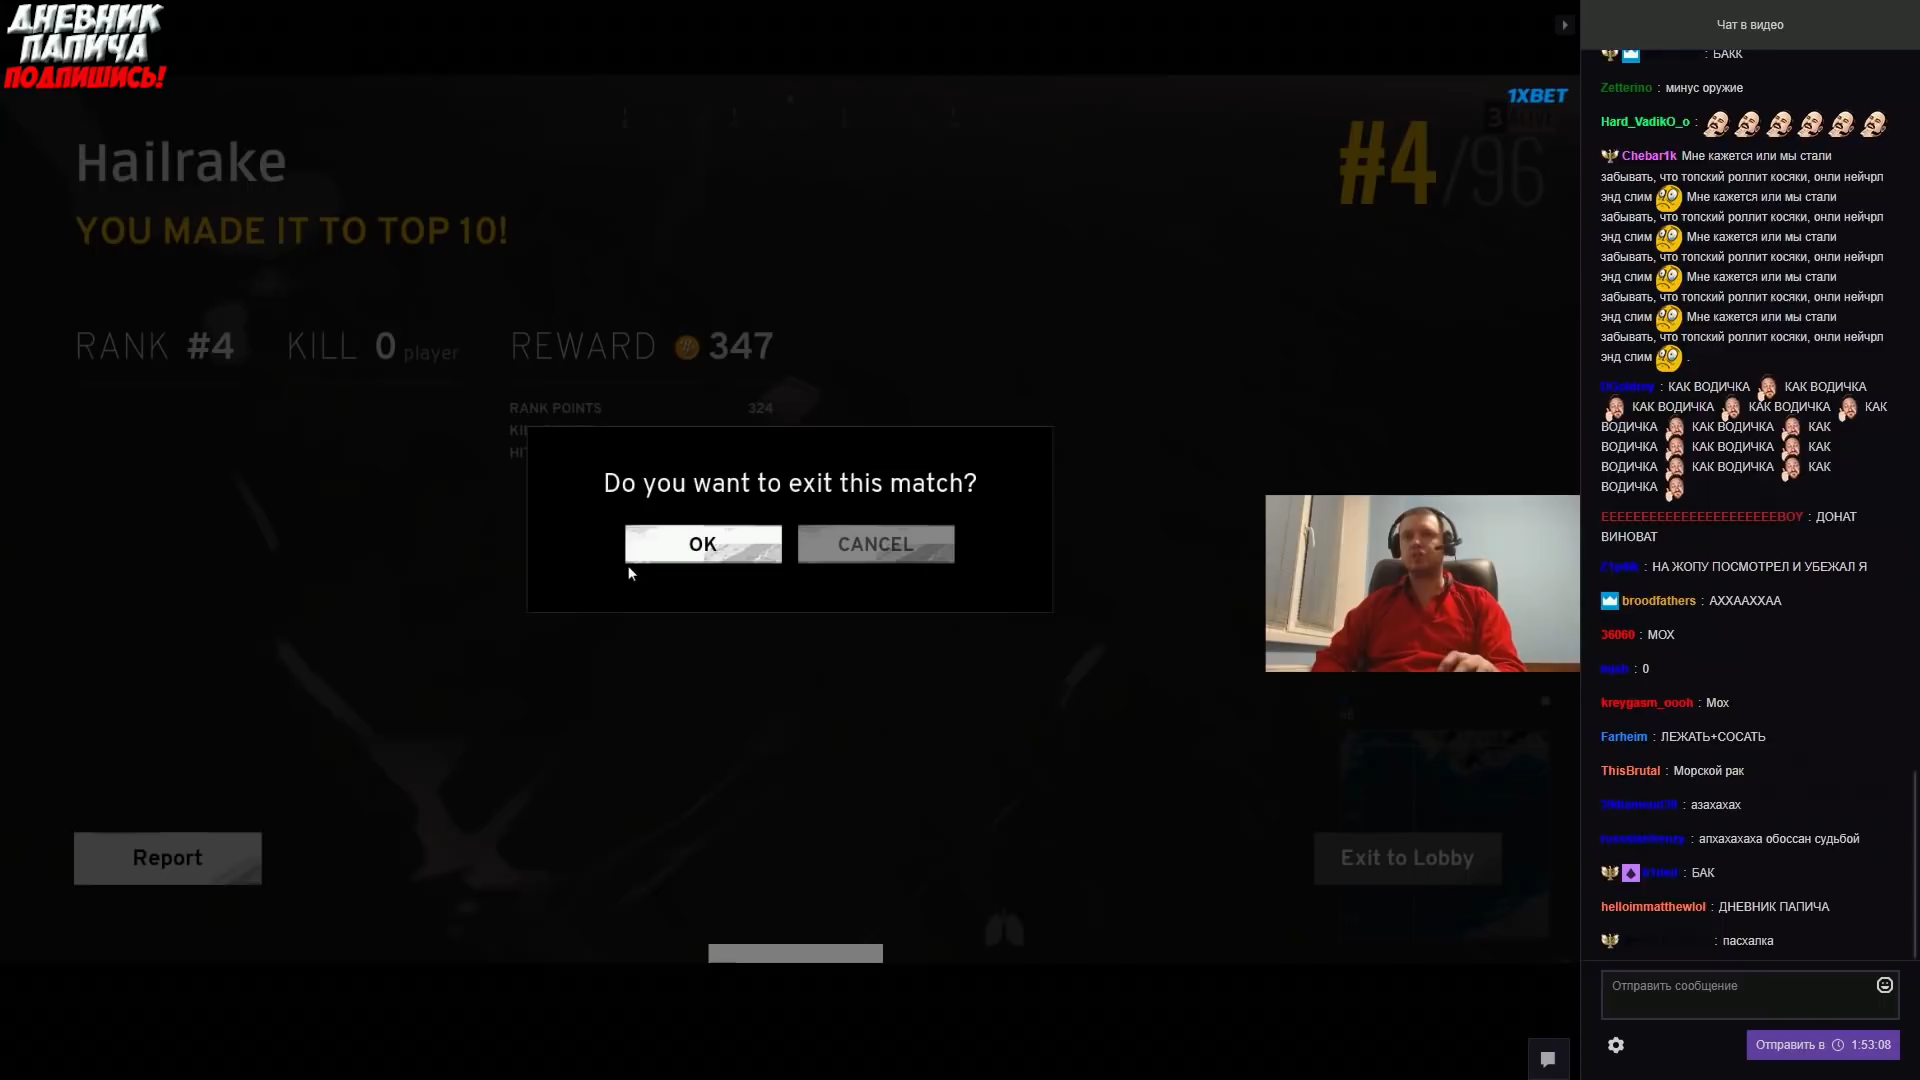 ДНЕВНИК
ПАПИЧА
ПОДПИШИСЬ!
Hailrake
YOU MADE IT TO TOP 10!
1XBET
3 ALIVE
#4/96
RANK #4
KILL 0 player
REWARD 347
RANK POINTS 324
Do you want to exit this match?
OK
CANCEL
Report
Exit to Lobby
Чат в видео
: БАКК
Zetterino : минус оружие
Hard_VadikO_o :
Chebar1k Мне кажется или мы стали
забывать, что топский роллит косяки, онли нейчрл
энд слим Мне кажется или мы стали
забывать, что топский роллит косяки, онли нейчрл
энд слим Мне кажется или мы стали
забывать, что топский роллит косяки, онли нейчрл
энд слим Мне кажется или мы стали
забывать, что топский роллит косяки, онли нейчрл
энд слим Мне кажется или мы стали
забывать, что топский роллит косяки, онли нейчрл
энд слим .
: КАК ВОДИЧКА КАК ВОДИЧКА
КАК ВОДИЧКА КАК ВОДИЧКА КАК
ВОДИЧКА КАК ВОДИЧКА КАК
ВОДИЧКА КАК ВОДИЧКА КАК
ВОДИЧКА КАК ВОДИЧКА КАК
ВОДИЧКА
: ДОНАТ
ВИНОВАТ
: НА ЖОПУ ПОСМОТРЕЛ И УБЕЖАЛ Я
broodfathers : АХХААХХАА
36060 : МОХ
: 0
kreygasm_oooh : Мох
Farheim : ЛЕЖАТЬ+СОСАТЬ
ThisBrutal : Морской рак
: азахахах
: апхахахаха обоссан судьбой
: БАК
helloimmatthewlol : ДНЕВНИК ПАПИЧА
: пасхалка
Отправить сообщение
Отправить в 1:53:08